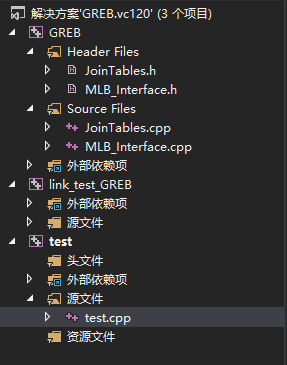 解决方案'GREB.vc120' (3 个项目)
GREB
Header Files
JoinTables.h
MLB_Interface.h
Source Files
JoinTables.cpp
MLB_Interface.cpp
外部依赖项
link_test_GREB
外部依赖项
源文件
test
头文件
外部依赖项
源文件
test.cpp
资源文件